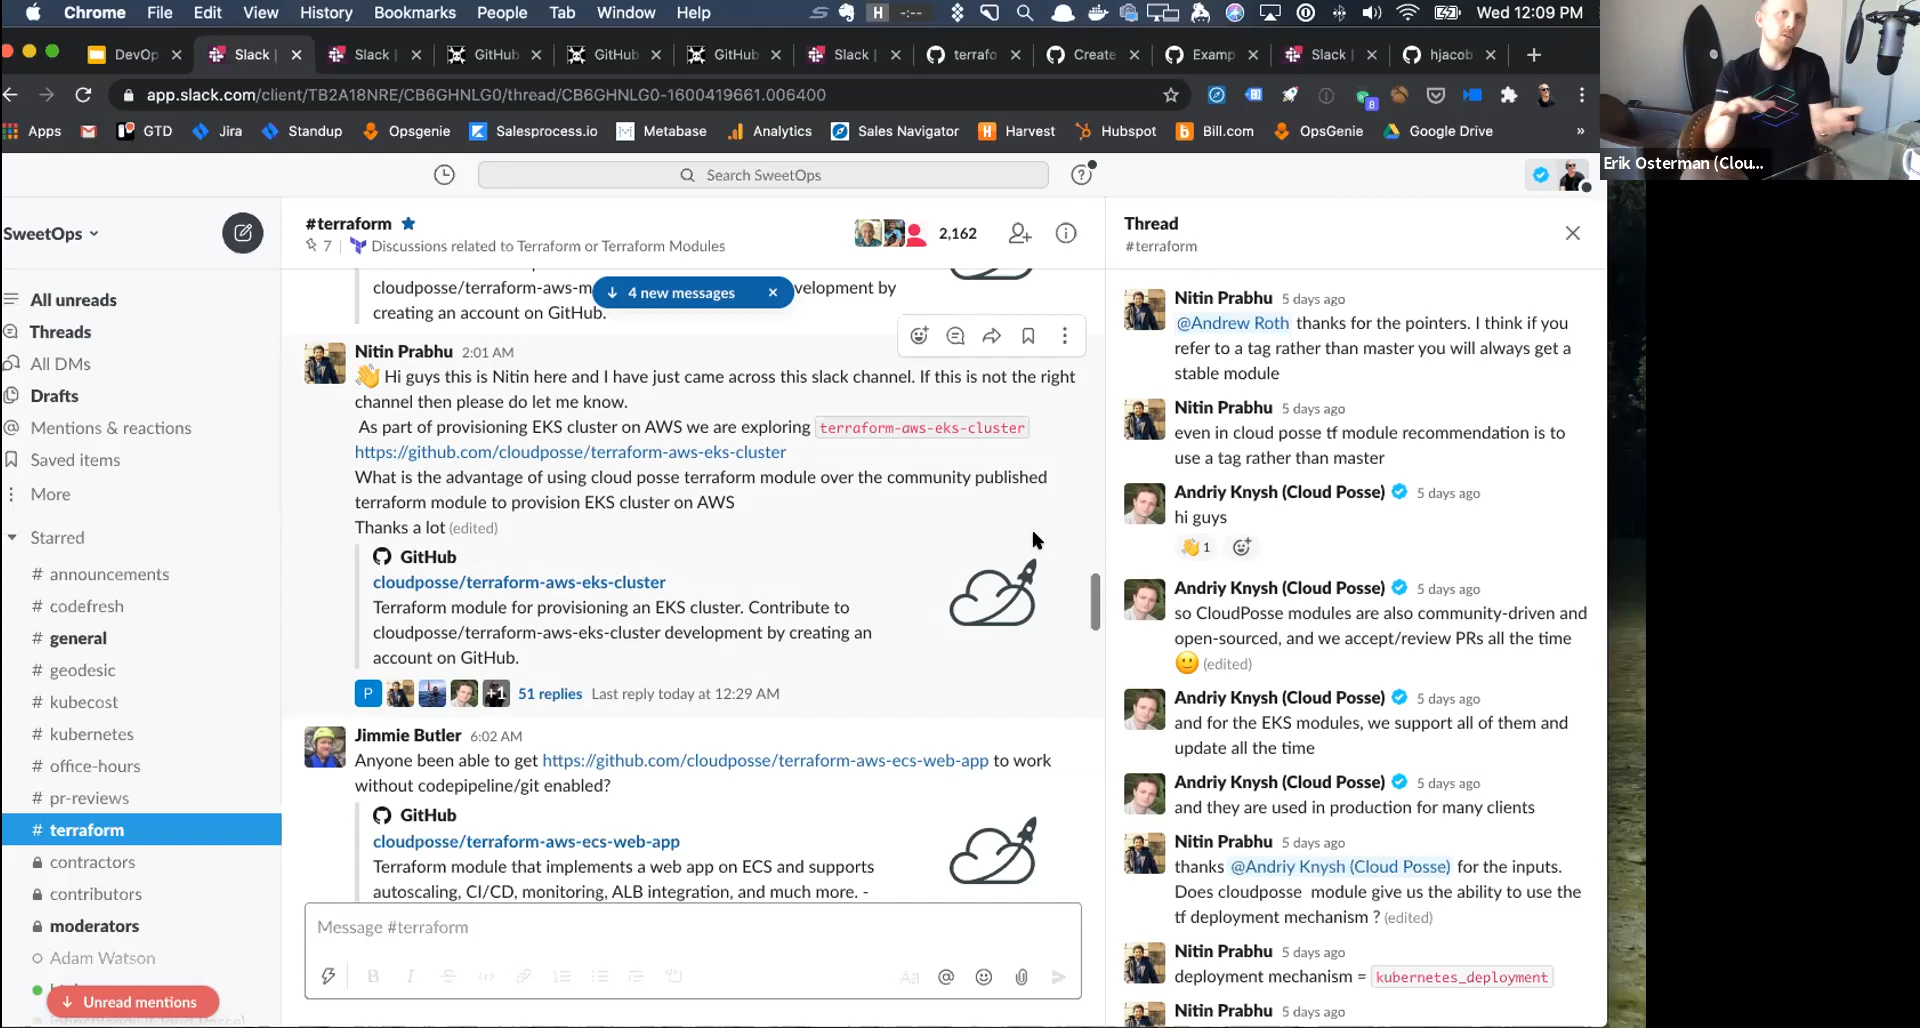 Chrome File Edit View History Bookmarks People Tab Window Help
Wed 12:09 PM
DevOp
Slack |
Slack |
GitHub
GitHub
GitHub
Slack |
terrafo
Create
Examp
Slack |
hjacob
app.slack.com/client/TB2A18NRE/CB6GHNLG0/thread/CB6GHNLG0-1600419661.006400
8
Apps GTD Jira Standup Opsgenie Salesprocess.io Metabase Analytics Sales Navigator Harvest Hubspot Bill.com OpsGenie Google Drive »
Erik Osterman (Clou...
Search SweetOps
SweetOps
All unreads
Threads
All DMs
Drafts
Mentions & reactions
Saved items
More
Starred
# announcements
# codefresh
# general
# geodesic
# kubecost
# kubernetes
# office-hours
# pr-reviews
# terraform
contractors
contributors
moderators
Adam Watson
Unread mentions
#terraform
7 | Discussions related to Terraform or Terraform Modules
2,162
4 new messages
cloudposse/terraform-aws-m
velopment by
creating an account on GitHub.
Nitin Prabhu 2:01 AM
Hi guys this is Nitin here and I have just came across this slack channel. If this is not the right
channel then please do let me know.
As part of provisioning EKS cluster on AWS we are exploring terraform-aws-eks-cluster
https://github.com/cloudposse/terraform-aws-eks-cluster
What is the advantage of using cloud posse terraform module over the community published
terraform module to provision EKS cluster on AWS
Thanks a lot (edited)
GitHub
cloudposse/terraform-aws-eks-cluster
Terraform module for provisioning an EKS cluster. Contribute to
cloudposse/terraform-aws-eks-cluster development by creating an
account on GitHub.
P +1 51 replies Last reply today at 12:29 AM
Jimmie Butler 6:02 AM
Anyone been able to get https://github.com/cloudposse/terraform-aws-ecs-web-app to work
without codepipeline/git enabled?
GitHub
cloudposse/terraform-aws-ecs-web-app
Terraform module that implements a web app on ECS and supports
autoscaling, CI/CD, monitoring, ALB integration, and much more. -
Message #terraform
Thread
#terraform
Nitin Prabhu 5 days ago
@Andrew Roth thanks for the pointers. I think if you
refer to a tag rather than master you will always get a
stable module
Nitin Prabhu 5 days ago
even in cloud posse tf module recommendation is to
use a tag rather than master
Andriy Knysh (Cloud Posse) 5 days ago
hi guys
1
Andriy Knysh (Cloud Posse) 5 days ago
so CloudPosse modules are also community-driven and
open-sourced, and we accept/review PRs all the time
(edited)
Andriy Knysh (Cloud Posse) 5 days ago
and for the EKS modules, we support all of them and
update all the time
Andriy Knysh (Cloud Posse) 5 days ago
and they are used in production for many clients
Nitin Prabhu 5 days ago
thanks @Andriy Knysh (Cloud Posse) for the inputs.
Does cloudposse module give us the ability to use the
tf deployment mechanism ? (edited)
Nitin Prabhu 5 days ago
deployment mechanism = kubernetes_deployment
Nitin Prabhu 5 days ago